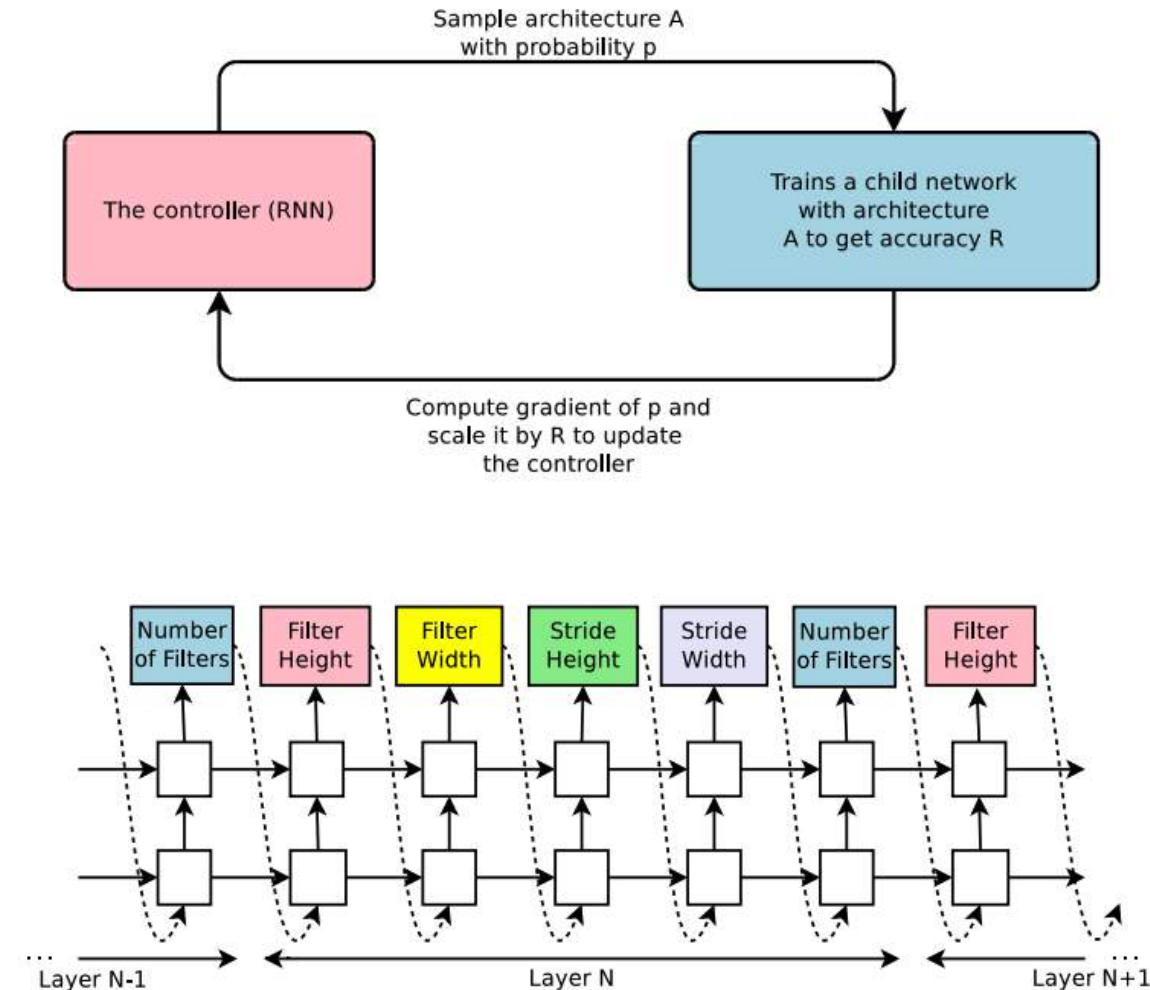 Sample architecture A
with probability p
The controller (RNN)
Trains a child network
with architecture
A to get accuracy R
Compute gradient of p and
scale it by R to update
the controller
Number
of Filters
Filter
Height
Filter
Width
Stride
Height
Stride
Width
Number
of Filters
Filter
Height
...
Layer N-1
Layer N
...
Layer N+1